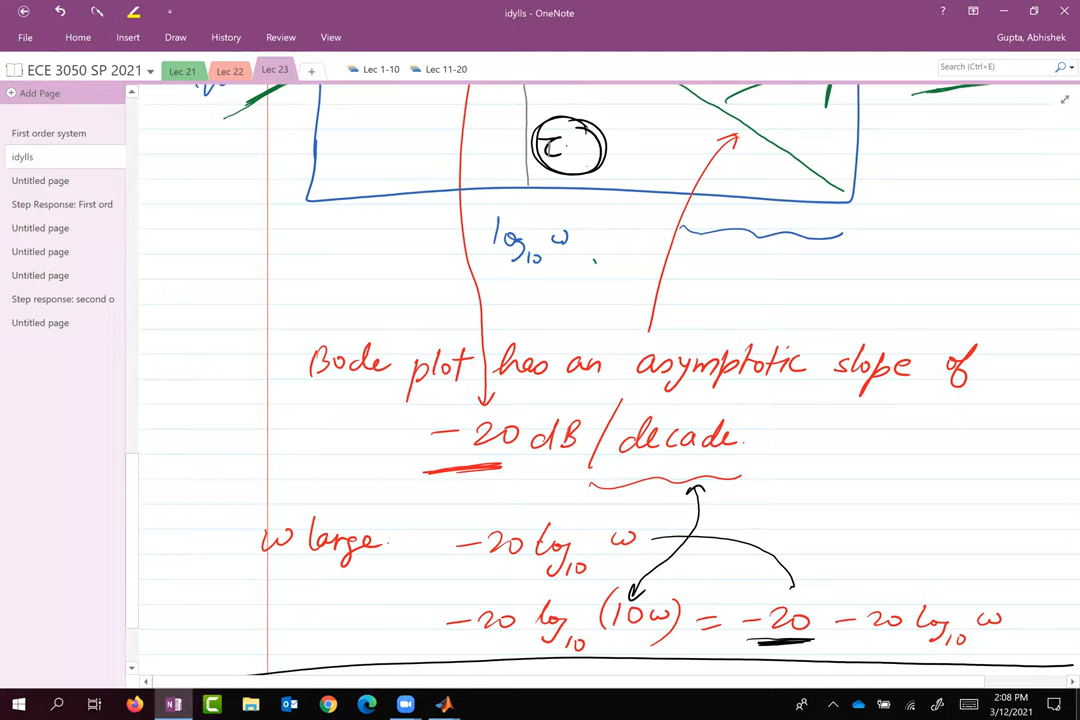 idylls - OneNote
File Home Insert Draw History Review View
Gupta, Abhishek
ECE 3050 SP 2021
Lec 21 Lec 22 Lec 23
Lec 1-10 Lec 11-20
Search (Ctrl+E)
Add Page
First order system
idylls
Untitled page
Step Response: First ord
Untitled page
Untitled page
Untitled page
Step response: second o
Untitled page
τ
log₁₀ ω
Bode plot has an asymptotic slope of
-20 dB/decade.
ω large. -20 log₁₀ ω
-20 log₁₀ (10ω) = -20 - 20 log₁₀ ω
2:08 PM
3/12/2021